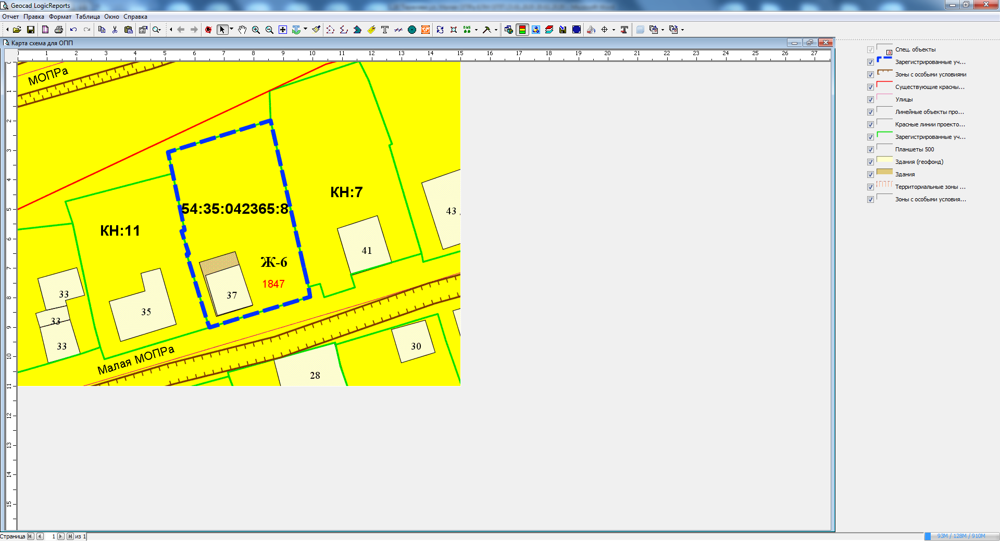 Geocad LogicReports
Отчет Правка Формат Таблица Окно Справка
Карта схема для ОПП
0 1 2 3 4 5 6 7 8 9 10 11 12 13 14 15 16 17 18 19 20 21 22 23 24 25 26 27
0 1 2 3 4 5 6 7 8 9 10 11 12 13 14 15
МОПРа
КН:7
54:35:042365:8
43
КН:11
41
Ж-6
1847
33
37
35
33
33
Малая МОПРа
30
28
Спец. объекты
Зарегистрированные уч...
Зоны с особыми условиями
Существующие красны...
Улицы
Линейные объекты про...
Красные линии проекто...
Зарегистрированные уч...
Планшеты 500
Здания (геофонд)
Здания
Территориальные зоны ...
Зоны с особыми условия...
Страница 1 из 1
93M / 128M / 910M